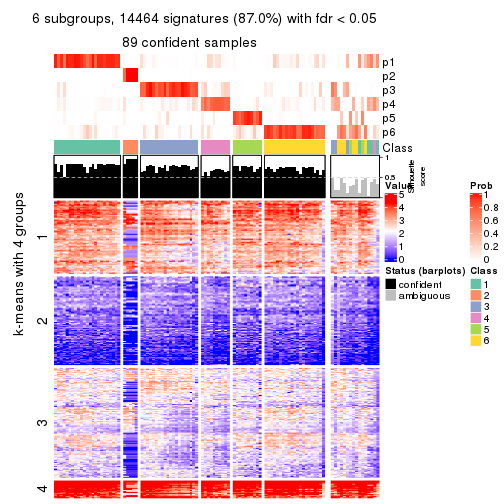 6 subgroups, 14464 signatures (87.0%) with fdr < 0.05
89 confident samples
p1
p2
p3
p4
p5
p6
Class
1
0.5
0
Silhouette
score
k-means with 4 groups
1
2
3
4
Value
5
4
3
2
1
0
Prob
1
0.8
0.6
0.4
0.2
0
Status (barplots)
confident
ambiguous
Class
1
2
3
4
5
6